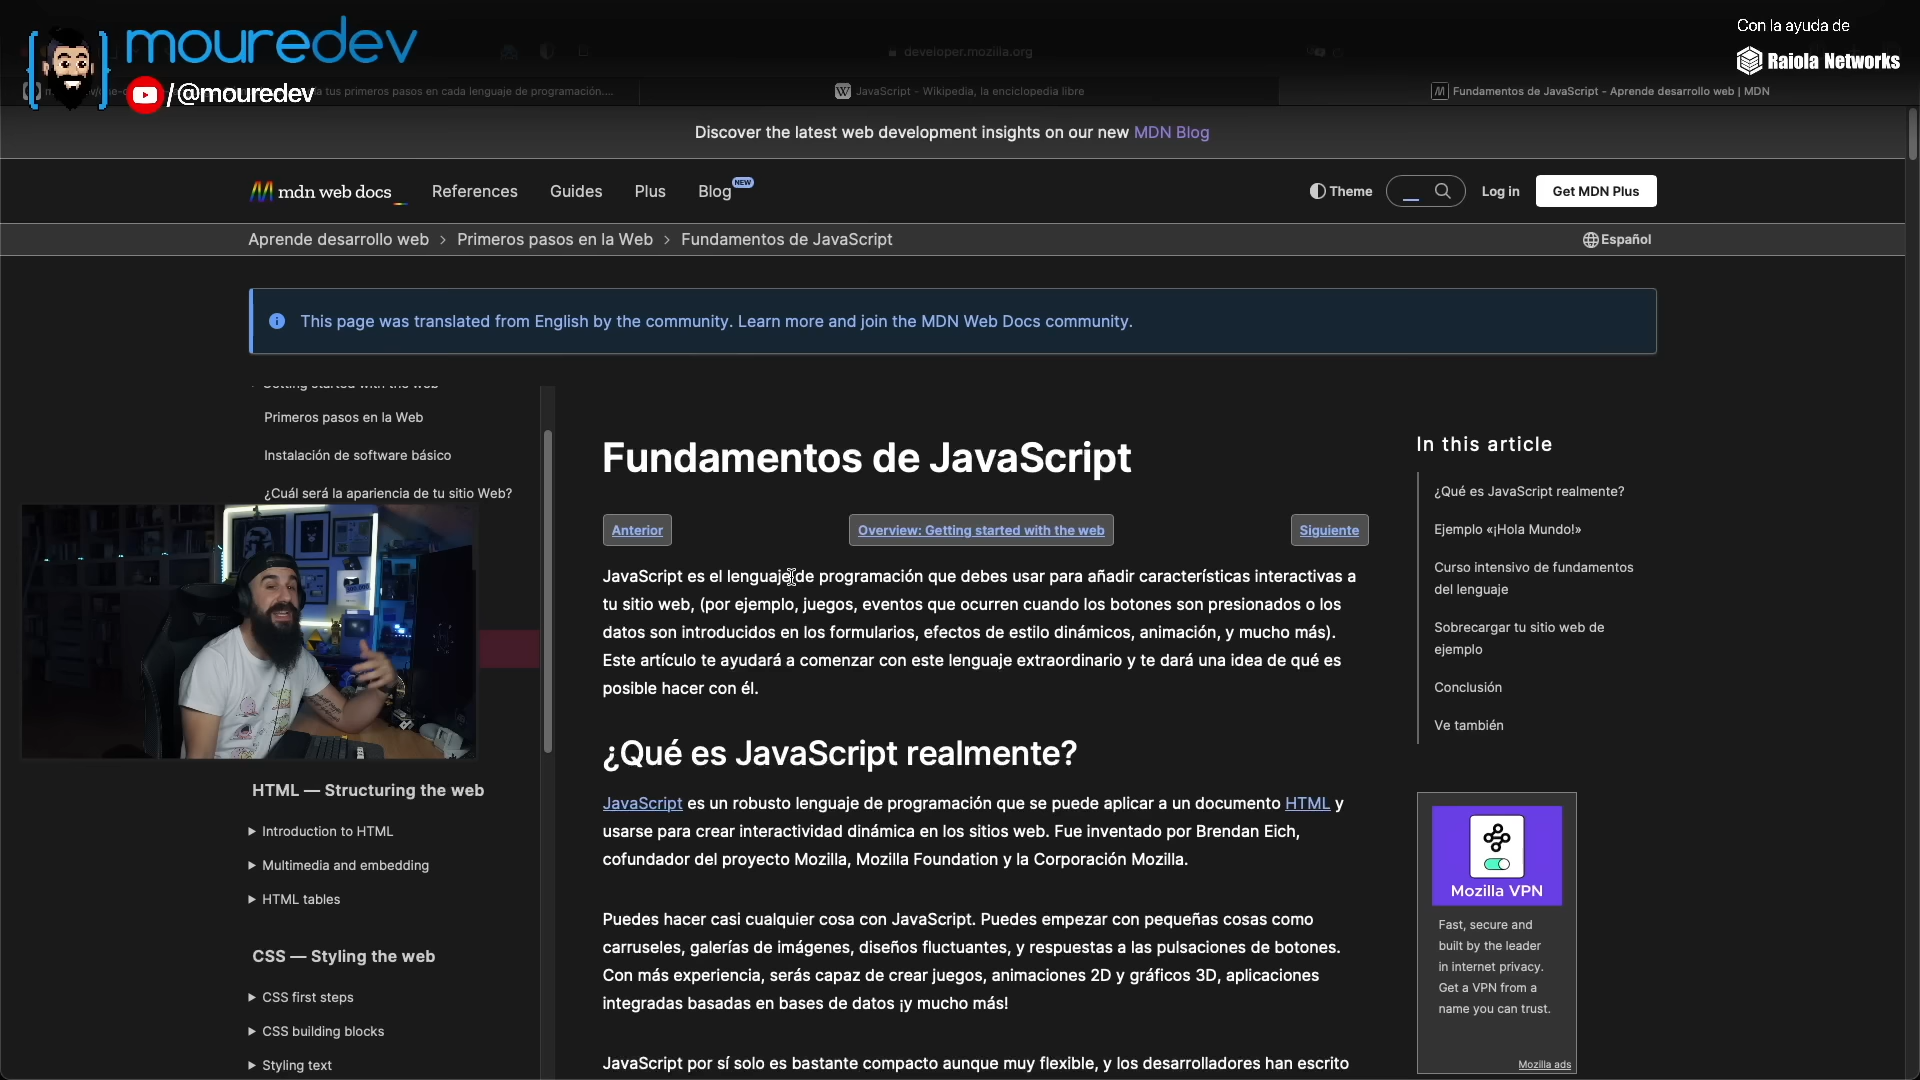 mouredev
/@mouredev
Con la ayuda de
Raiola Networks
developer.mozilla.org
tus primeros pasos en cada lenguaje de programación....
JavaScript - Wikipedia, la enciclopedia libre
Fundamentos de JavaScript - Aprende desarrollo web | MDN
Discover the latest web development insights on our new MDN Blog
mdn web docs
References
Guides
Plus
Blog
NEW
Theme
Log in
Get MDN Plus
Aprende desarrollo web > Primeros pasos en la Web > Fundamentos de JavaScript
Español
This page was translated from English by the community. Learn more and join the MDN Web Docs community.
Getting started with the web
Primeros pasos en la Web
Instalación de software básico
¿Cuál será la apariencia de tu sitio Web?
HTML — Structuring the web
Introduction to HTML
Multimedia and embedding
HTML tables
CSS — Styling the web
CSS first steps
CSS building blocks
Styling text
Fundamentos de JavaScript
Anterior
Overview: Getting started with the web
Siguiente
JavaScript es el lenguaje de programación que debes usar para añadir características interactivas a
tu sitio web, (por ejemplo, juegos, eventos que ocurren cuando los botones son presionados o los
datos son introducidos en los formularios, efectos de estilo dinámicos, animación, y mucho más).
Este artículo te ayudará a comenzar con este lenguaje extraordinario y te dará una idea de qué es
posible hacer con él.
¿Qué es JavaScript realmente?
JavaScript es un robusto lenguaje de programación que se puede aplicar a un documento HTML y
usarse para crear interactividad dinámica en los sitios web. Fue inventado por Brendan Eich,
cofundador del proyecto Mozilla, Mozilla Foundation y la Corporación Mozilla.
Puedes hacer casi cualquier cosa con JavaScript. Puedes empezar con pequeñas cosas como
carruseles, galerías de imágenes, diseños fluctuantes, y respuestas a las pulsaciones de botones.
Con más experiencia, serás capaz de crear juegos, animaciones 2D y gráficos 3D, aplicaciones
integradas basadas en bases de datos ¡y mucho más!
JavaScript por sí solo es bastante compacto aunque muy flexible, y los desarrolladores han escrito
In this article
¿Qué es JavaScript realmente?
Ejemplo «¡Hola Mundo!»
Curso intensivo de fundamentos
del lenguaje
Sobrecargar tu sitio web de
ejemplo
Conclusión
Ve también
Mozilla VPN
Fast, secure and
built by the leader
in internet privacy.
Get a VPN from a
name you can trust.
Mozilla ads